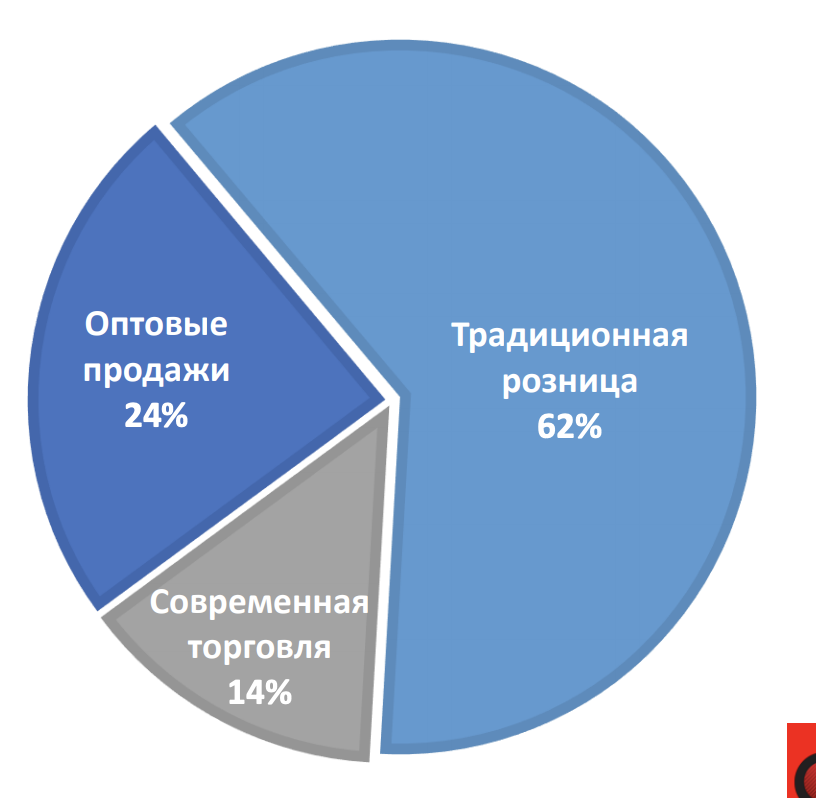 Оптовые
продажи
24%
Традиционная
розница
62%
Современная
торговля
14%